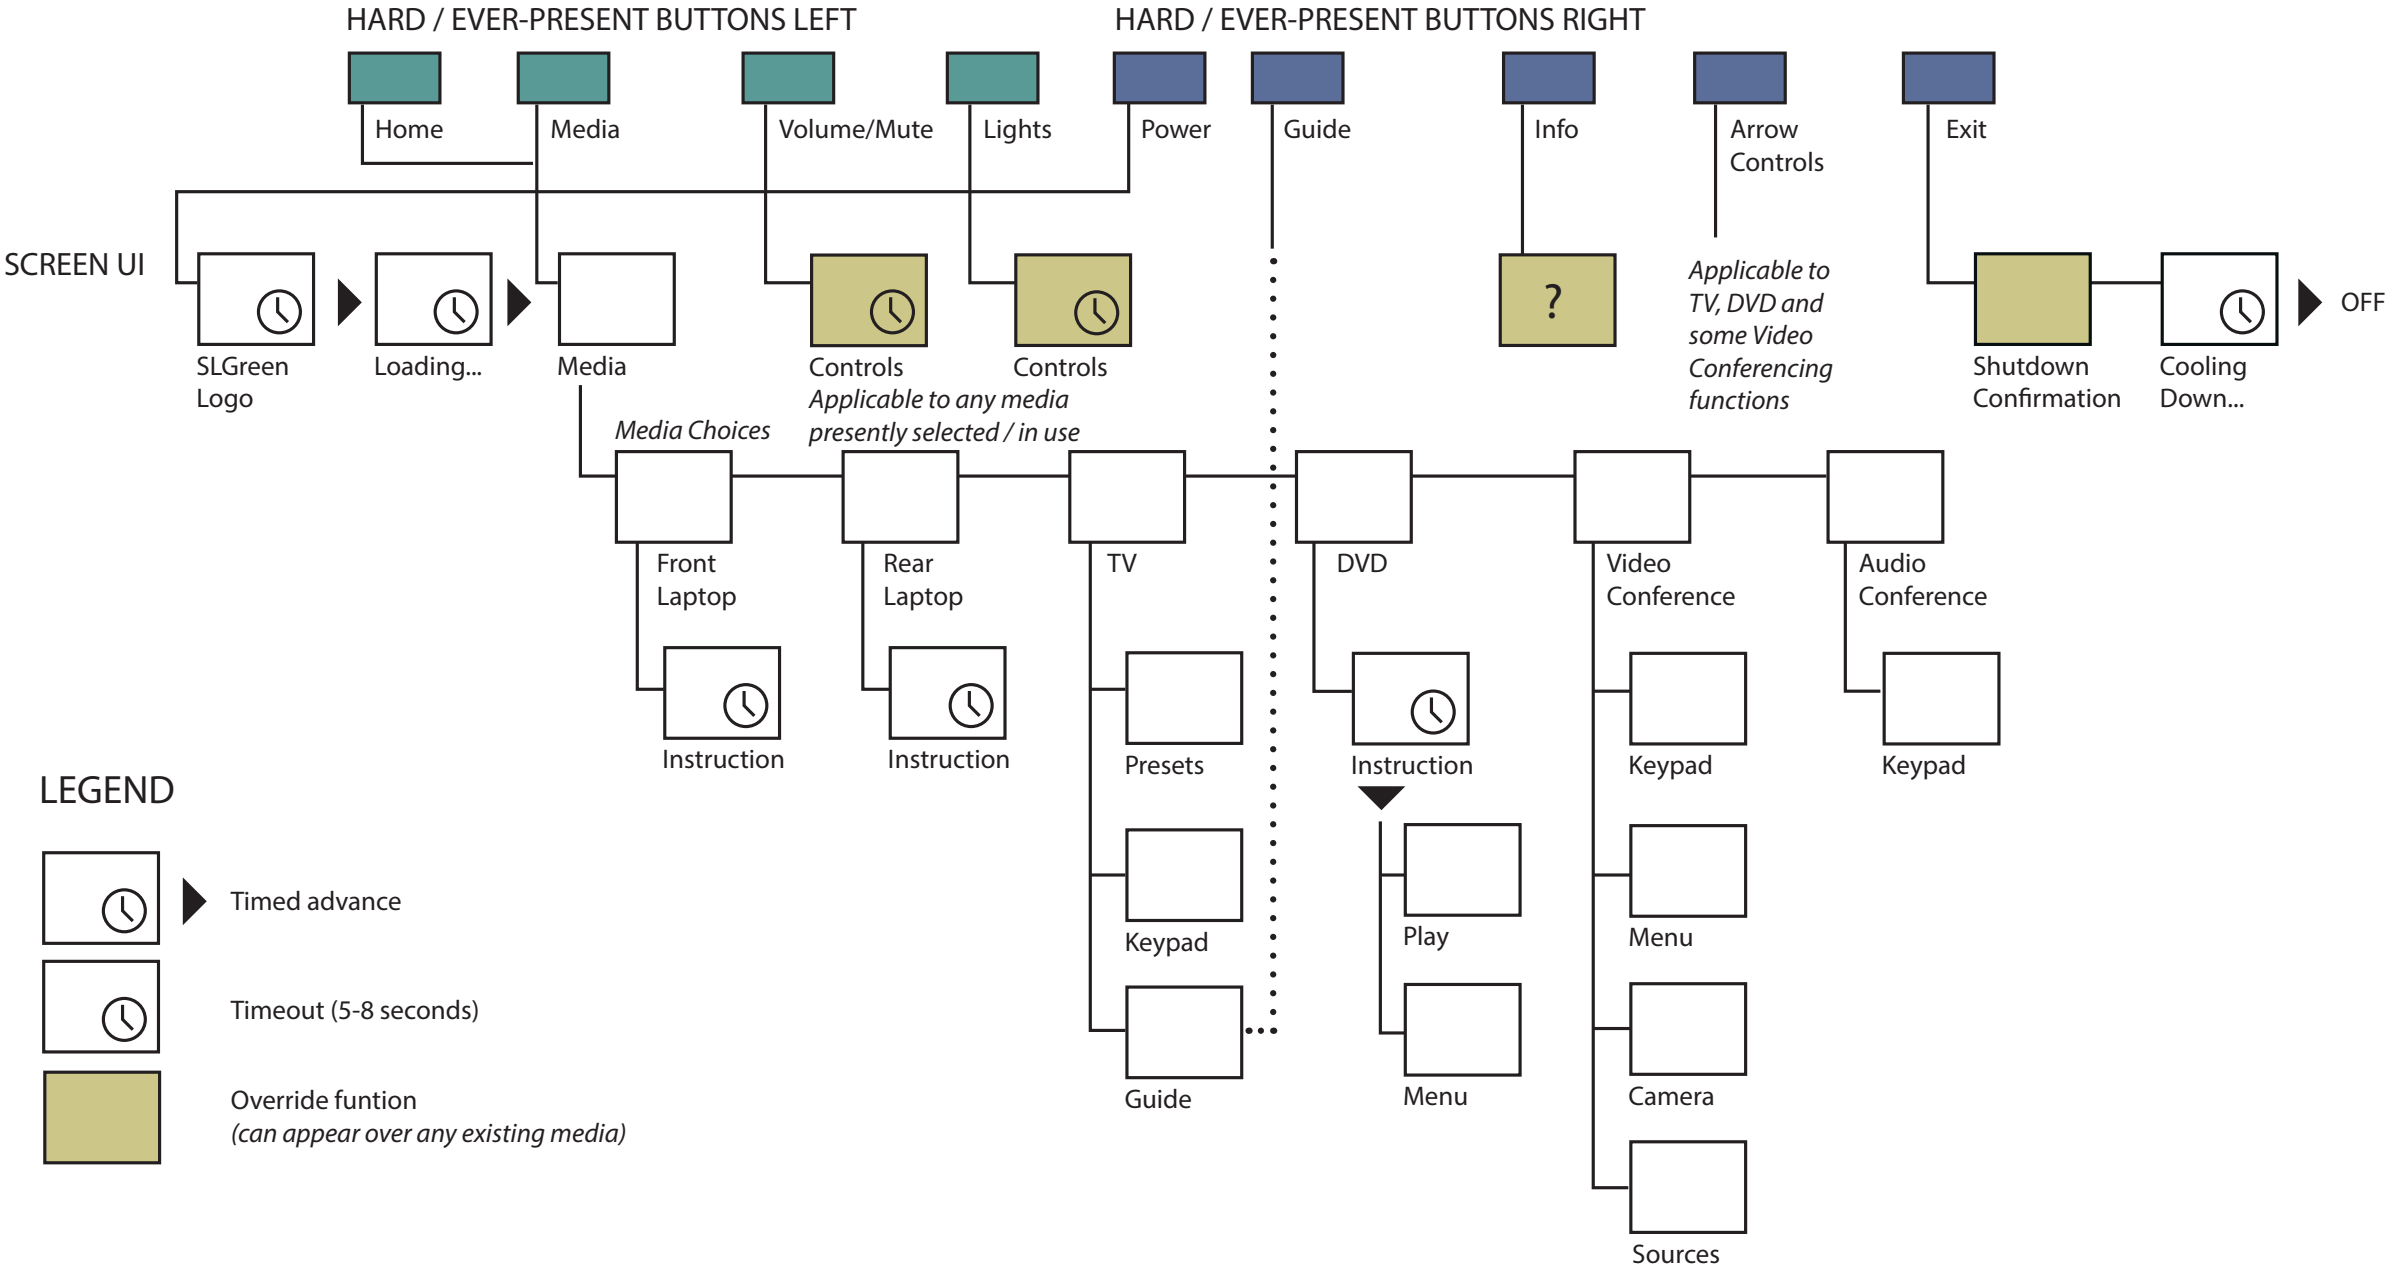 HARD / EVER-PRESENT BUTTONS LEFT
HARD / EVER-PRESENT BUTTONS RIGHT
Home
Media
Volume/Mute
Lights
Power
Guide
Info
Arrow
Controls
Exit
SCREEN UI
SLGreen
Logo
Loading...
Media
Controls
Applicable to any media
presently selected / in use
Controls
?
Applicable to
TV, DVD and
some Video
Conferencing
functions
Shutdown
Confirmation
Cooling
Down...
OFF
Media Choices
Front
Laptop
Rear
Laptop
TV
DVD
Video
Conference
Audio
Conference
Instruction
Instruction
Presets
Instruction
Keypad
Keypad
Keypad
Play
Menu
Guide
Menu
Camera
Sources
LEGEND
Timed advance
Timeout (5-8 seconds)
Override funtion
(can appear over any existing media)